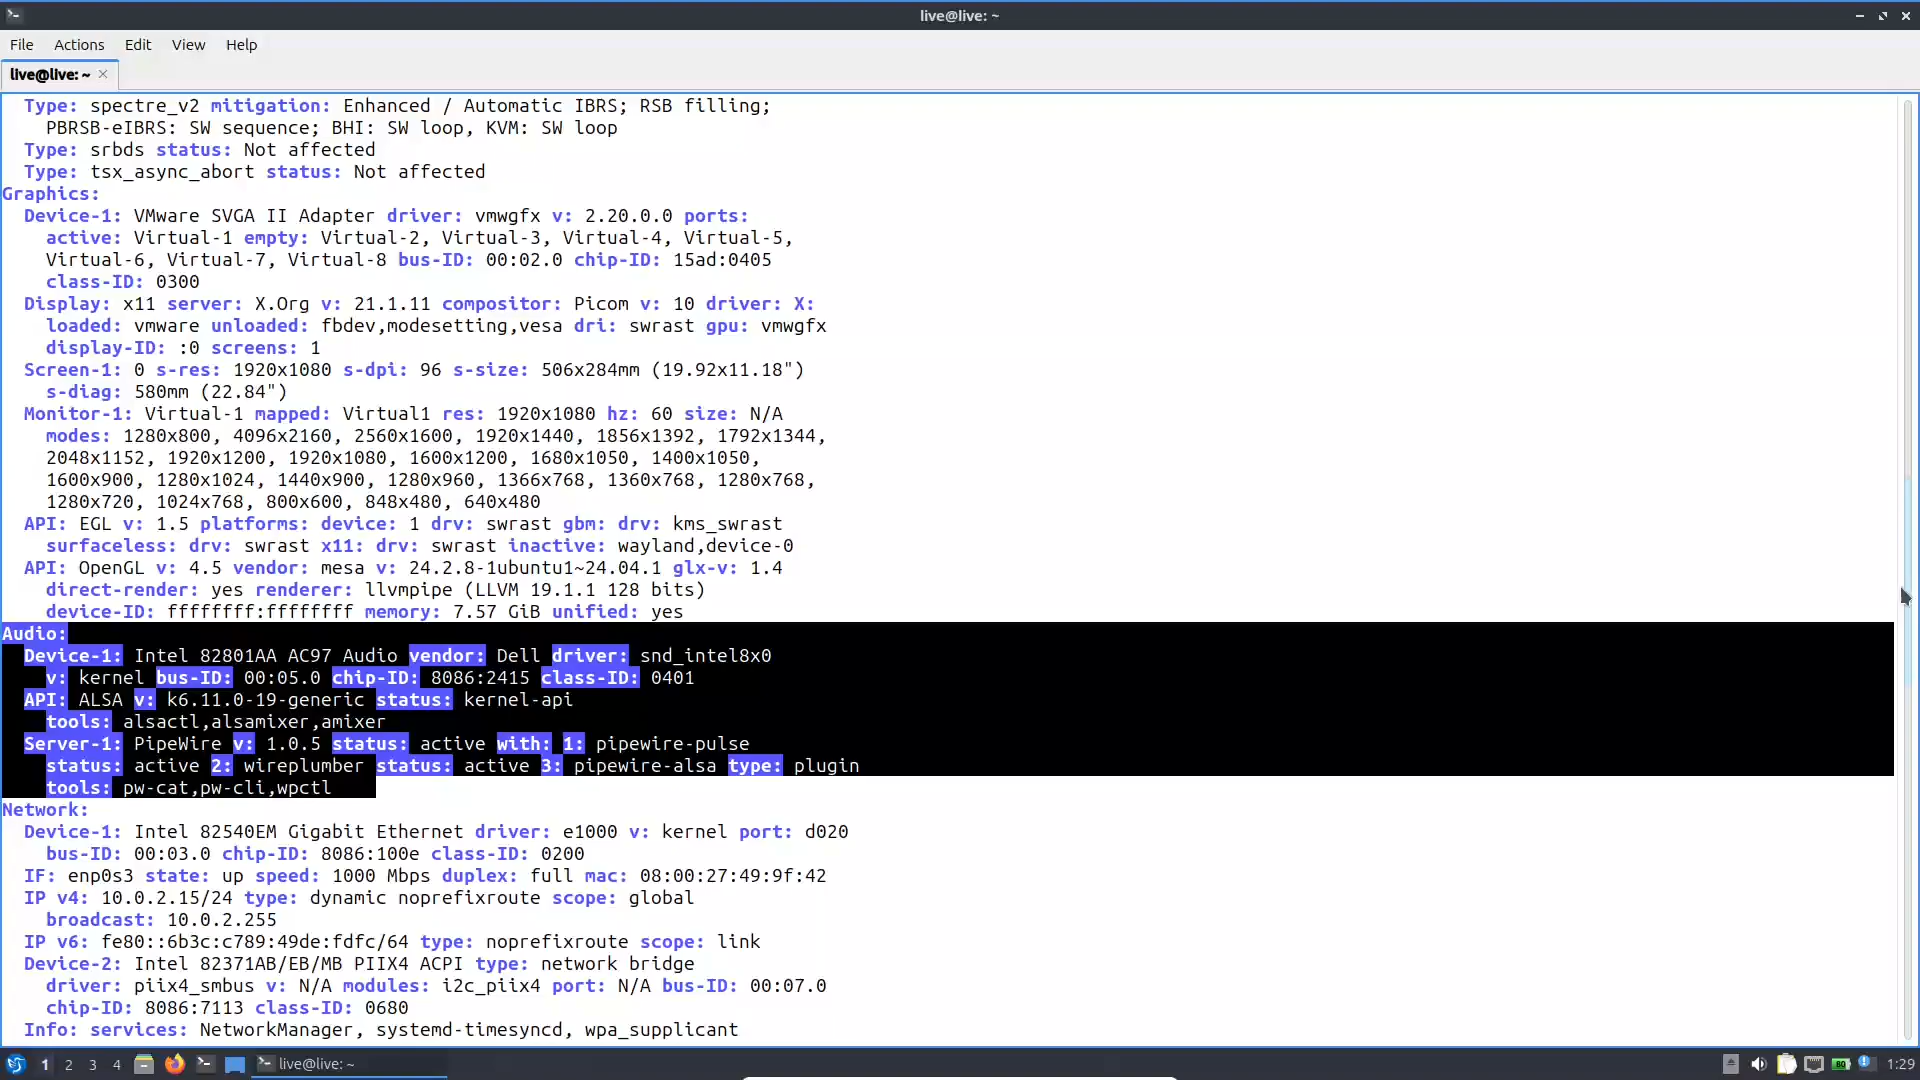 live@live: ~
File Actions Edit View Help
live@live: ~
Type: spectre_v2 mitigation: Enhanced / Automatic IBRS; RSB filling;
PBRSB-eIBRS: SW sequence; BHI: SW loop, KVM: SW loop
Type: srbds status: Not affected
Type: tsx_async_abort status: Not affected
Graphics:
Device-1: VMware SVGA II Adapter driver: vmwgfx v: 2.20.0.0 ports:
active: Virtual-1 empty: Virtual-2, Virtual-3, Virtual-4, Virtual-5,
Virtual-6, Virtual-7, Virtual-8 bus-ID: 00:02.0 chip-ID: 15ad:0405
class-ID: 0300
Display: x11 server: X.Org v: 21.1.11 compositor: Picom v: 10 driver: X:
loaded: vmware unloaded: fbdev,modesetting,vesa dri: swrast gpu: vmwgfx
display-ID: :0 screens: 1
Screen-1: 0 s-res: 1920x1080 s-dpi: 96 s-size: 506x284mm (19.92x11.18")
s-diag: 580mm (22.84")
Monitor-1: Virtual-1 mapped: Virtual1 res: 1920x1080 hz: 60 size: N/A
modes: 1280x800, 4096x2160, 2560x1600, 1920x1440, 1856x1392, 1792x1344,
2048x1152, 1920x1200, 1920x1080, 1600x1200, 1680x1050, 1400x1050,
1600x900, 1280x1024, 1440x900, 1280x960, 1366x768, 1360x768, 1280x768,
1280x720, 1024x768, 800x600, 848x480, 640x480
API: EGL v: 1.5 platforms: device: 1 drv: swrast gbm: drv: kms_swrast
surfaceless: drv: swrast x11: drv: swrast inactive: wayland,device-0
API: OpenGL v: 4.5 vendor: mesa v: 24.2.8-1ubuntu1~24.04.1 glx-v: 1.4
direct-render: yes renderer: llvmpipe (LLVM 19.1.1 128 bits)
device-ID: ffffffff:ffffffff memory: 7.57 GiB unified: yes
Audio:
Device-1: Intel 82801AA AC97 Audio vendor: Dell driver: snd_intel8x0
v: kernel bus-ID: 00:05.0 chip-ID: 8086:2415 class-ID: 0401
API: ALSA v: k6.11.0-19-generic status: kernel-api
tools: alsactl,alsamixer,amixer
Server-1: PipeWire v: 1.0.5 status: active with: 1: pipewire-pulse
status: active 2: wireplumber status: active 3: pipewire-alsa type: plugin
tools: pw-cat,pw-cli,wpctl
Network:
Device-1: Intel 82540EM Gigabit Ethernet driver: e1000 v: kernel port: d020
bus-ID: 00:03.0 chip-ID: 8086:100e class-ID: 0200
IF: enp0s3 state: up speed: 1000 Mbps duplex: full mac: 08:00:27:49:9f:42
IP v4: 10.0.2.15/24 type: dynamic noprefixroute scope: global
broadcast: 10.0.2.255
IP v6: fe80::6b3c:c789:49de:fdfc/64 type: noprefixroute scope: link
Device-2: Intel 82371AB/EB/MB PIIX4 ACPI type: network bridge
driver: piix4_smbus v: N/A modules: i2c_piix4 port: N/A bus-ID: 00:07.0
chip-ID: 8086:7113 class-ID: 0680
Info: services: NetworkManager, systemd-timesyncd, wpa_supplicant
1 2 3 4 live@live: ~ 80 1:29